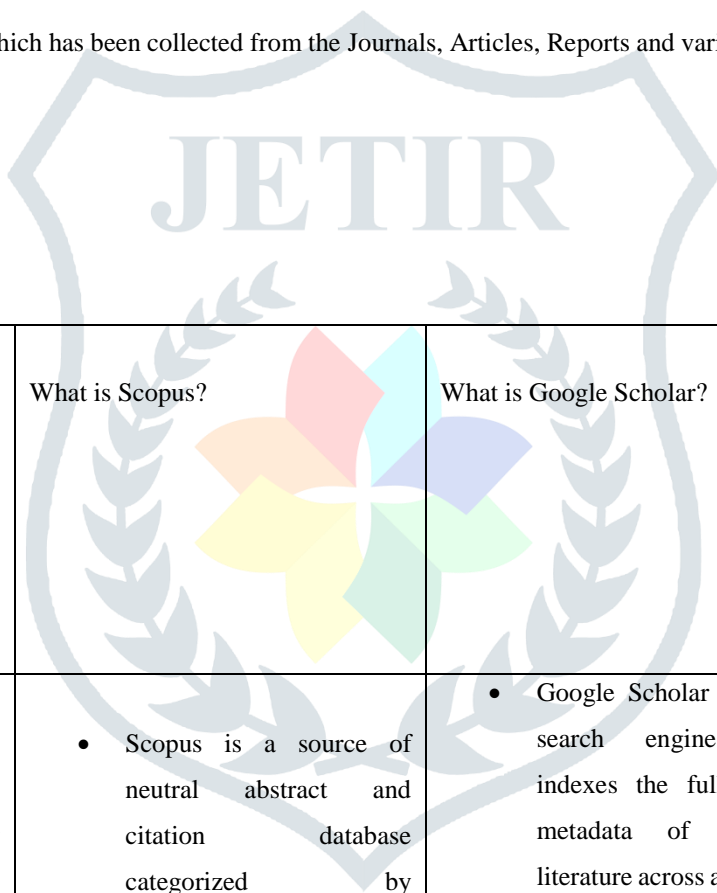 hich has been collected from the Journals, Articles, Reports and vari
JETIR
What is Scopus?
What is Google Scholar?
• Scopus is a source of
neutral abstract and
citation database
categorized by
• Google Scholar
search engine
indexes the ful
metadata of
literature across a